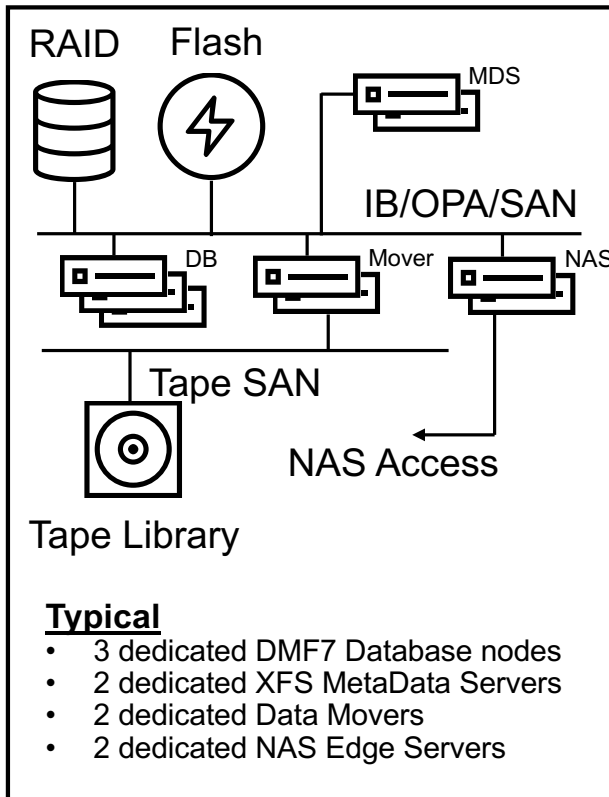 RAID
Flash
MDS
IB/OPA/SAN
DB
Mover
NAS
Tape SAN
NAS Access
Tape Library
Typical
• 3 dedicated DMF7 Database nodes
• 2 dedicated XFS MetaData Servers
• 2 dedicated Data Movers
• 2 dedicated NAS Edge Servers